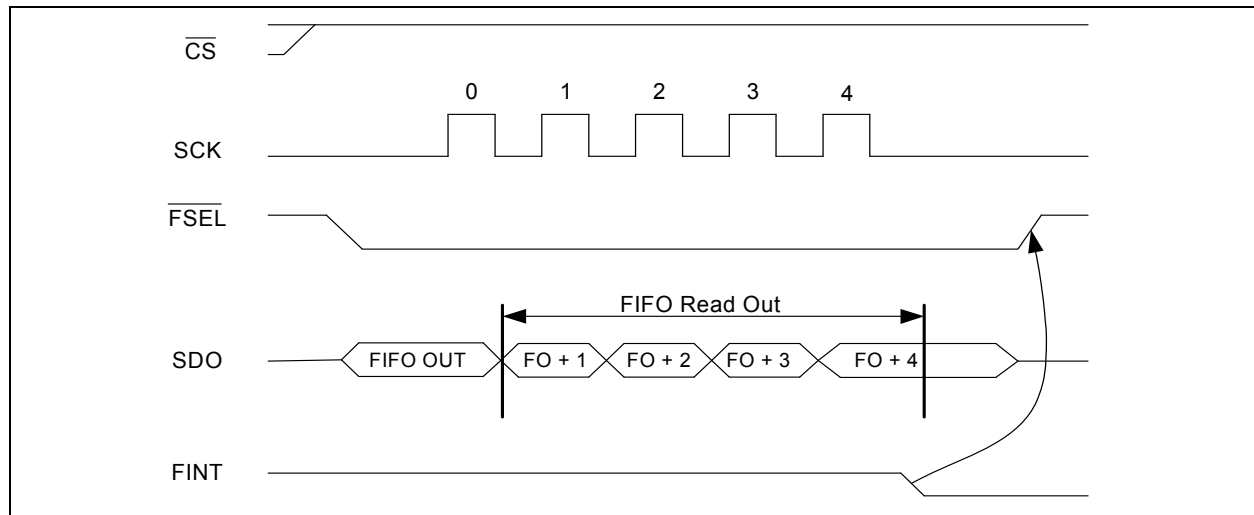 CS
0 1 2 3 4
SCK
FSEL
FIFO Read Out
SDO FIFO OUT FO + 1 FO + 2 FO + 3 FO + 4
FINT